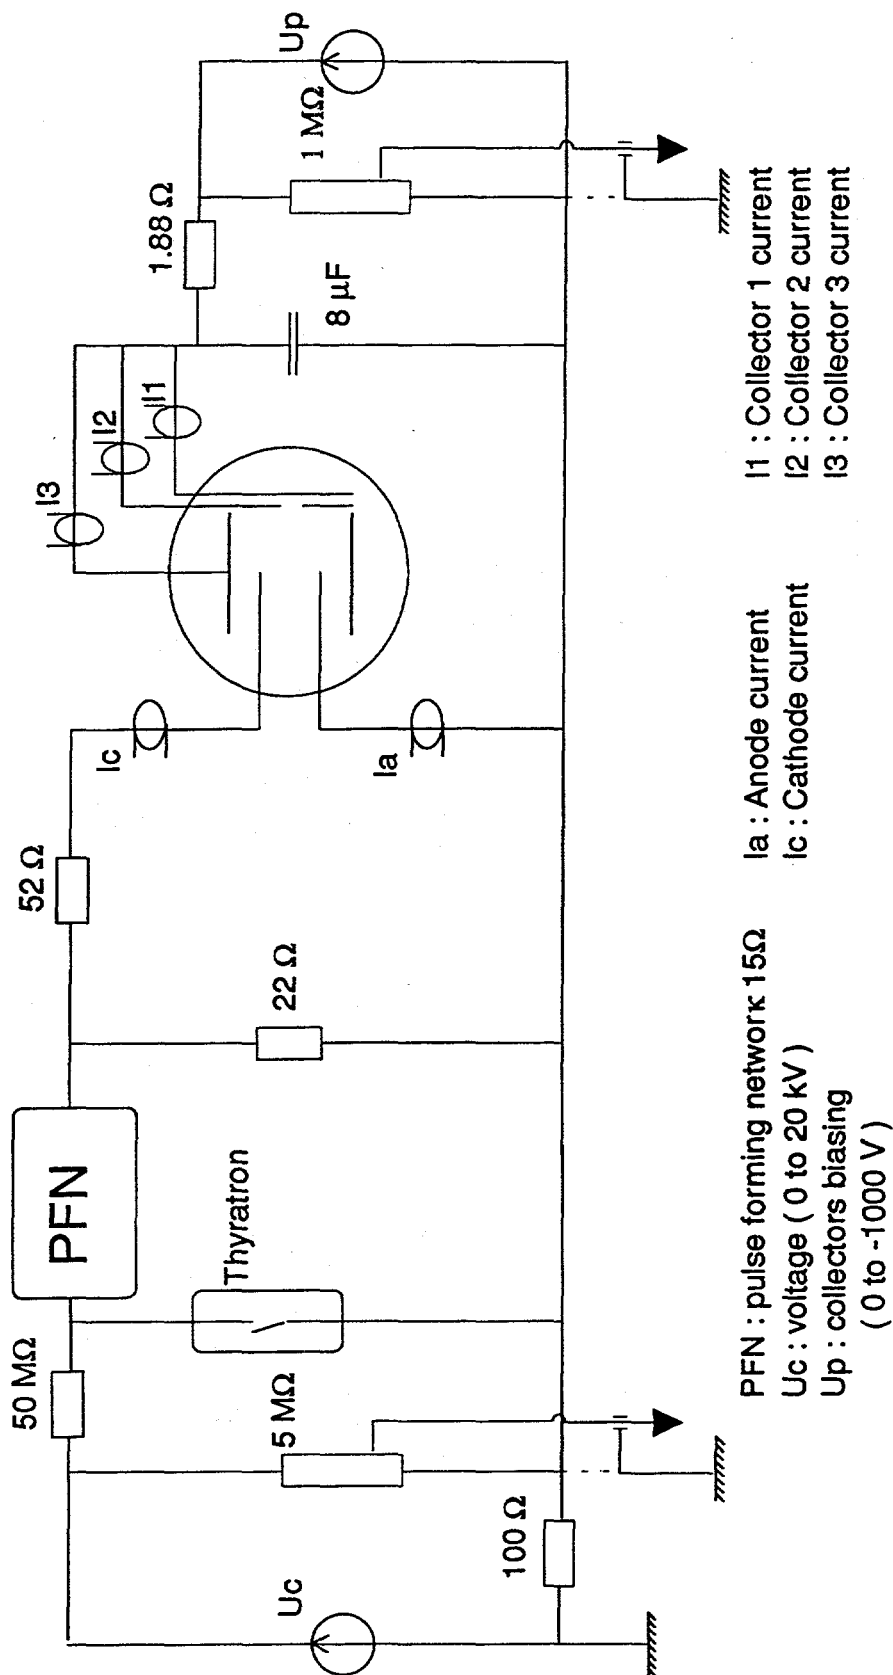 Uc
50 MΩ
5 MΩ
100 Ω
Thyratron
PFN
22 Ω
52 Ω
Ic
Ia
I3
I2
I1
8 µF
1.88 Ω
1 MΩ
Up
PFN : pulse forming network 15Ω
Uc : voltage ( 0 to 20 kV )
Up : collectors biasing
( 0 to -1000 V )
Ia : Anode current
Ic : Cathode current
I1 : Collector 1 current
I2 : Collector 2 current
I3 : Collector 3 current